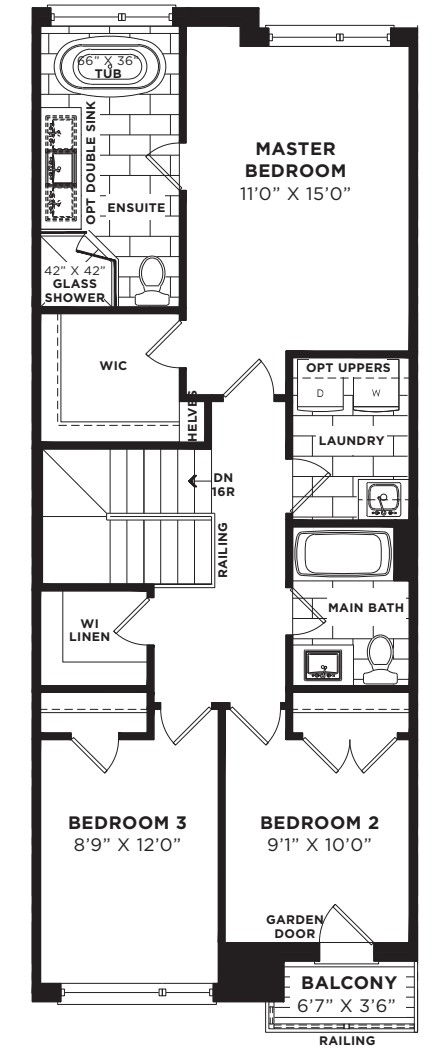 66” X 36”
TUB
OPT DOUBLE SINK
ENSUITE
MASTER
BEDROOM
11’0” X 15’0”
42” X 42”
GLASS
SHOWER
WIC
SHELVES
OPT UPPERS
D
W
LAUNDRY
DN
16R
RAILING
WI
LINEN
MAIN BATH
BEDROOM 3
8’9” X 12’0”
BEDROOM 2
9’1” X 10’0”
GARDEN
DOOR
BALCONY
6’7” X 3’6”
RAILING